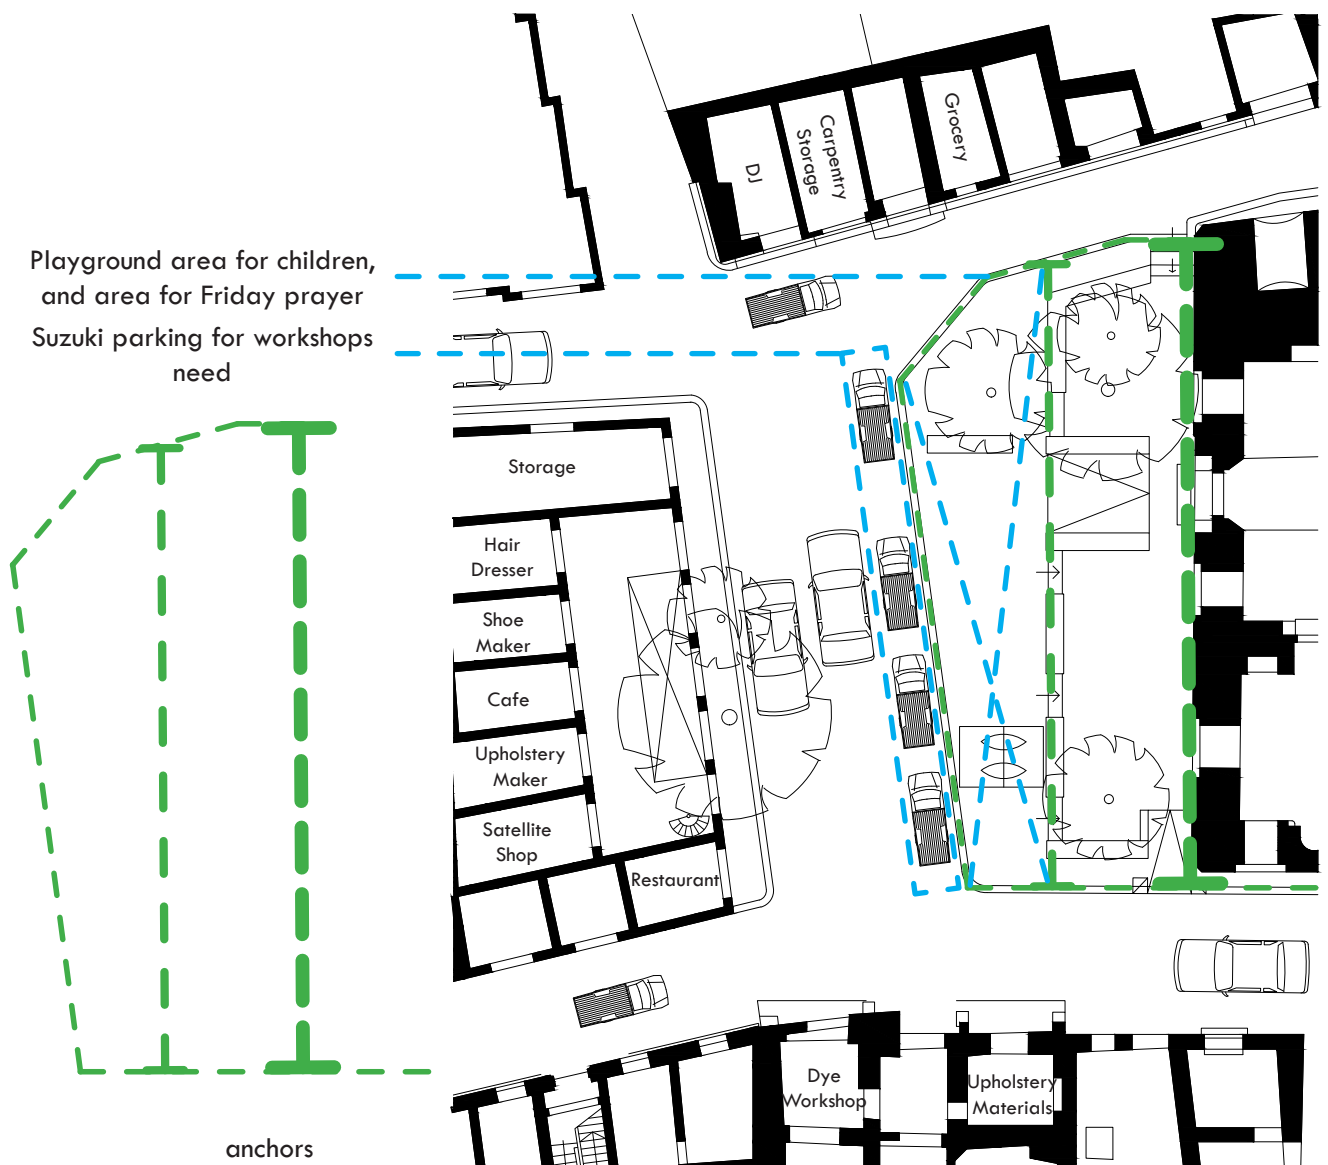 DJ
Carpentry
Storage
Grocery
Playground area for children,
and area for Friday prayer
Suzuki parking for workshops
need
Storage
Hair
Dresser
Shoe
Maker
Cafe
Upholstery
Maker
Satellite
Shop
Restaurant
Dye
Workshop
Upholstery
Materials
anchors